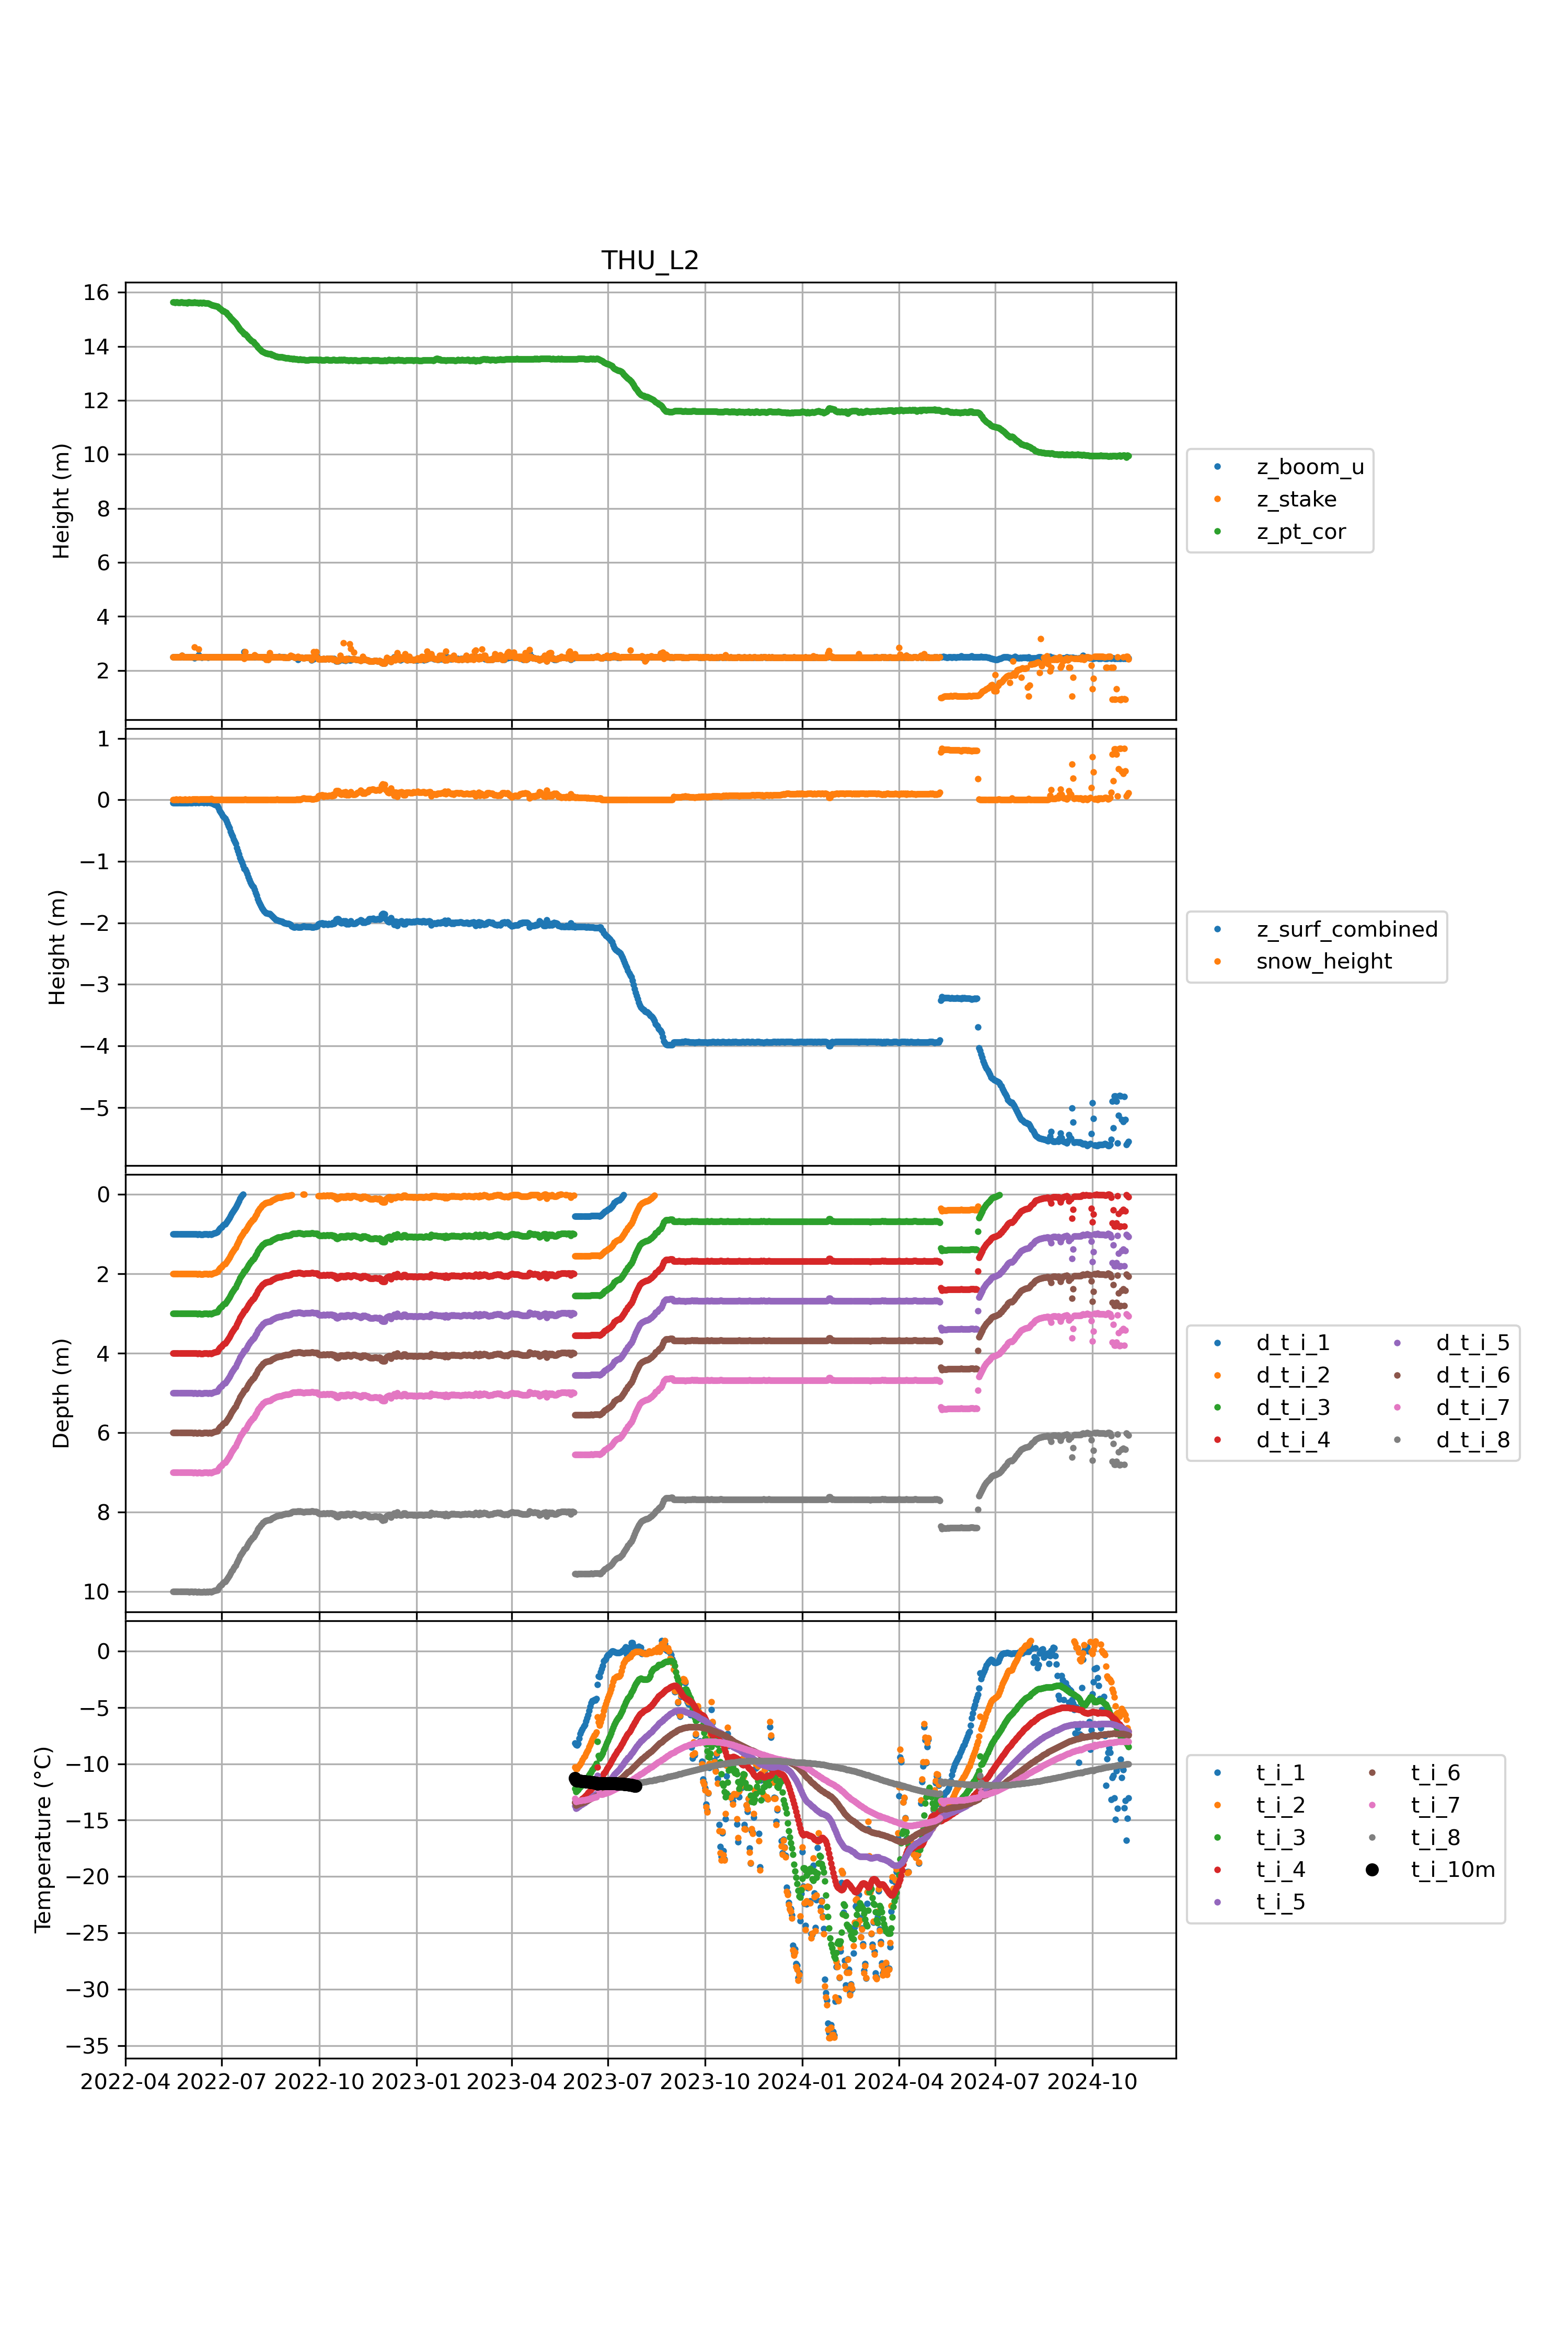 THU_L2
16
14
12
10
8
6
4
2
Height (m)
z_boom_u
z_stake
z_pt_cor
1
0
−1
−2
−3
−4
−5
Height (m)
z_surf_combined
snow_height
0
2
4
6
8
10
Depth (m)
d_t_i_1 d_t_i_5
d_t_i_2 d_t_i_6
d_t_i_3 d_t_i_7
d_t_i_4 d_t_i_8
0
−5
−10
−15
−20
−25
−30
−35
Temperature (°C)
t_i_1 t_i_6
t_i_2 t_i_7
t_i_3 t_i_8
t_i_4 t_i_10m
t_i_5
2022-04 2022-07 2022-10 2023-01 2023-04 2023-07 2023-10 2024-01 2024-04 2024-07 2024-10